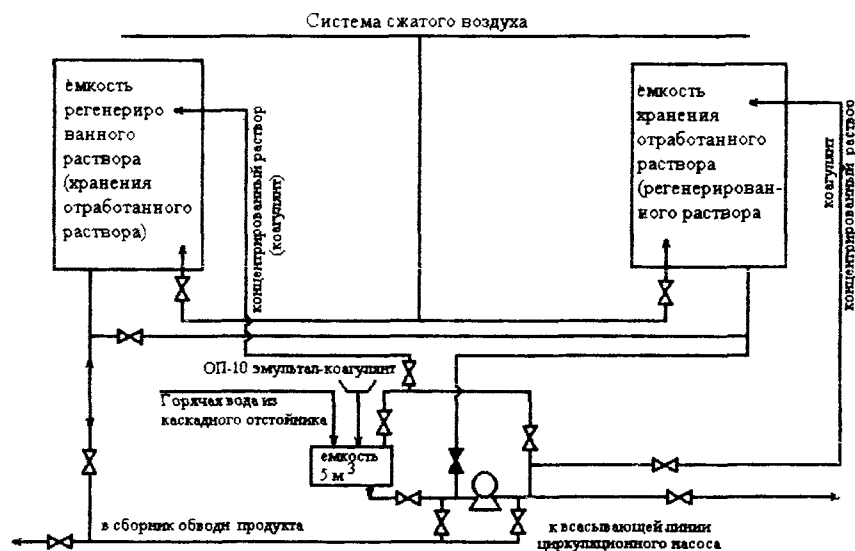 Система сжатого воздуха
ёмкость
регенериро
ванного
раствора
(хранения
отработанного
раствора)
концентрированный раствор
(коагулянт)
ёмкость
хранения
отработанного
раствора
(регенерирован-
ного раствора
коагулянт
концентрированный раствор
ОП-10 эмультал-коагулянт
Горячая вода из
каскадного отстойника
емкость
5 м³
в сборник обводн продукта
к всасывающей линии
циркуляционного насоса